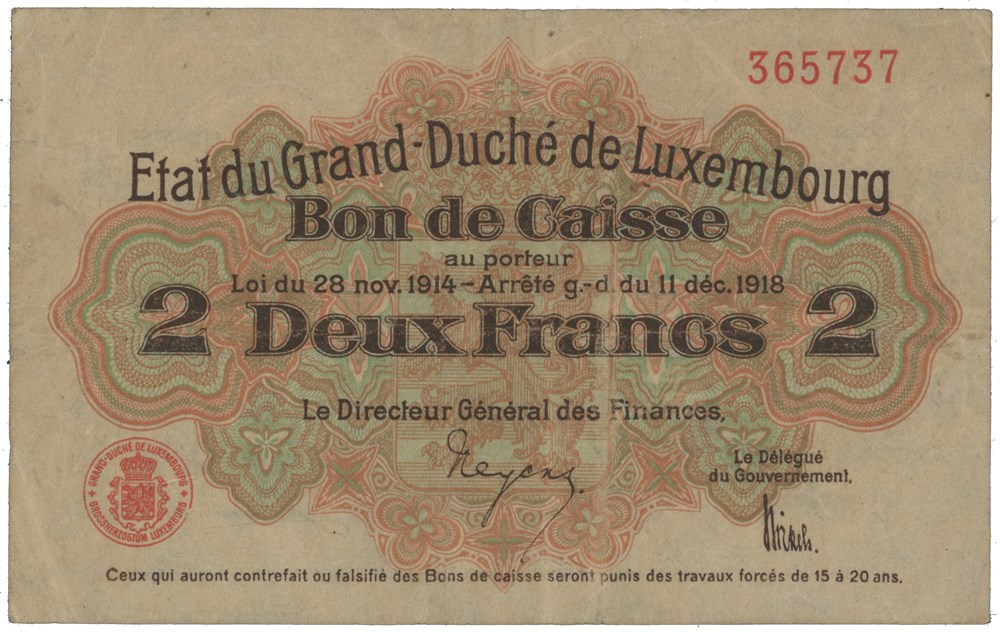 365737
Etat du Grand-Duché de Luxembourg
Bon de Caisse
au porteur
Loi du 28 nov. 1914 – Arrêté g.-d. du 11 déc. 1918
2 Deux Francs 2
Le Directeur Général des Finances,
Neyens
Le Délégué
du Gouvernement,
GRAND-DUCHÉ DE LUXEMBOURG
GROSSHERZOGTUM LUXEMBURG
Ceux qui auront contrefait ou falsifié des Bons de caisse seront punis des travaux forcés de 15 à 20 ans.